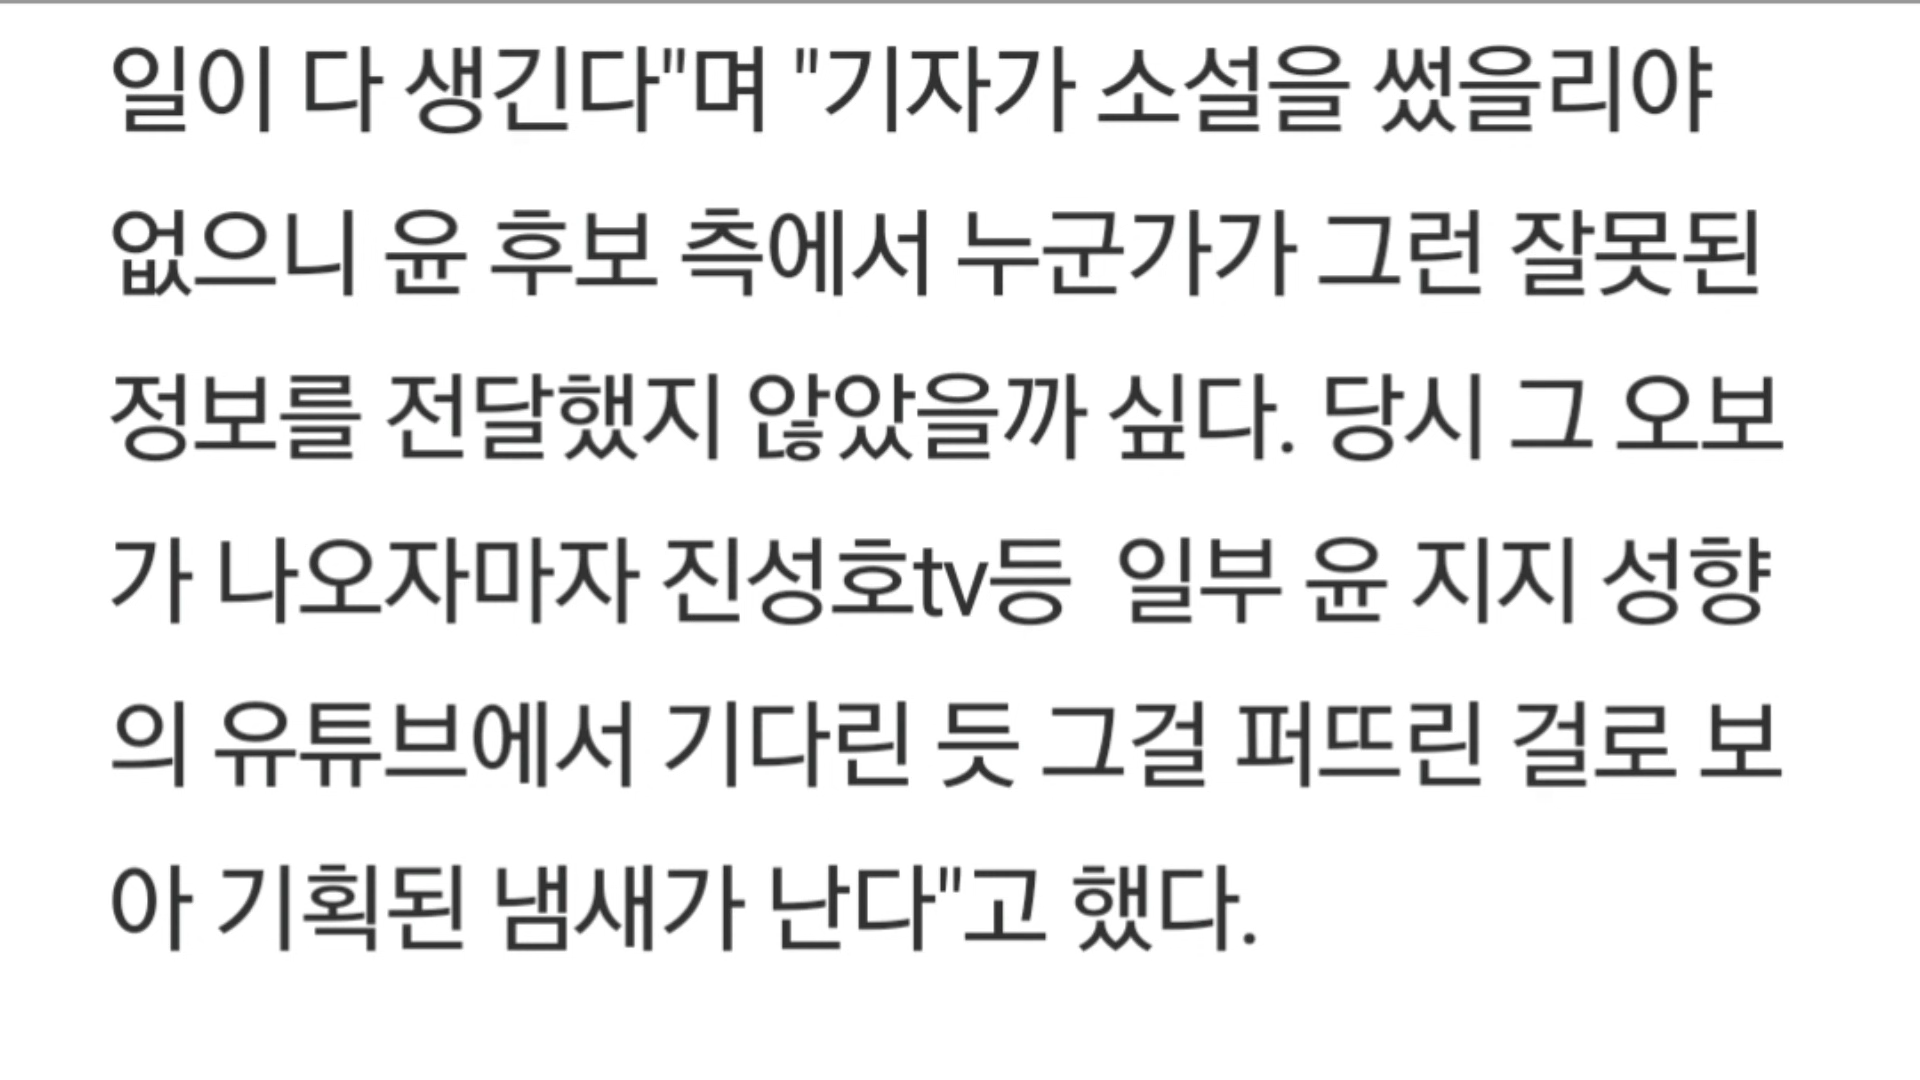 일이 다 생긴다"며 "기자가 소설을 썼을리야
없으니 윤 후보 측에서 누군가가 그런 잘못된
정보를 전달했지 않았을까 싶다. 당시 그 오보
가 나오자마자 진성호tv등  일부 윤 지지 성향
의 유튜브에서 기다린 듯 그걸 퍼뜨린 걸로 보
아 기획된 냄새가 난다"고 했다.